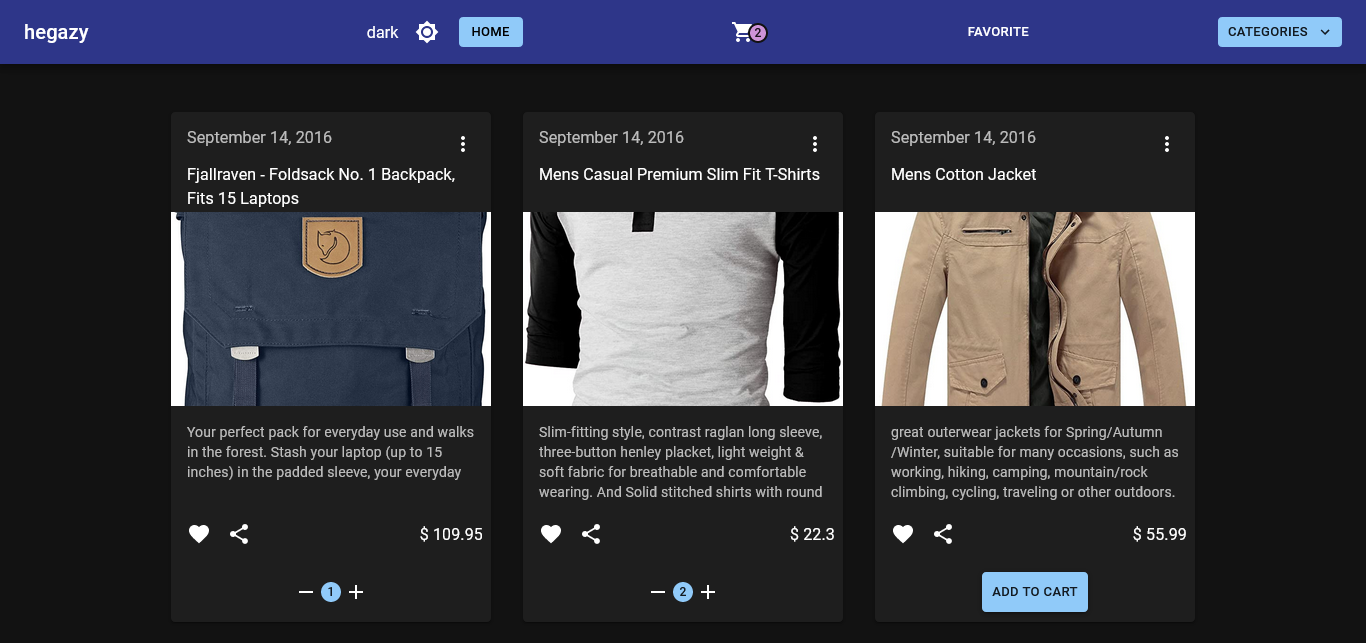 hegazy
dark
HOME
2
FAVORITE
CATEGORIES
September 14, 2016
Fjallraven - Foldsack No. 1 Backpack,
Fits 15 Laptops
Your perfect pack for everyday use and walks
in the forest. Stash your laptop (up to 15
inches) in the padded sleeve, your everyday
$ 109.95
1
September 14, 2016
Mens Casual Premium Slim Fit T-Shirts
Slim-fitting style, contrast raglan long sleeve,
three-button henley placket, light weight &
soft fabric for breathable and comfortable
wearing. And Solid stitched shirts with round
$ 22.3
2
September 14, 2016
Mens Cotton Jacket
great outerwear jackets for Spring/Autumn
/Winter, suitable for many occasions, such as
working, hiking, camping, mountain/rock
climbing, cycling, traveling or other outdoors.
$ 55.99
ADD TO CART